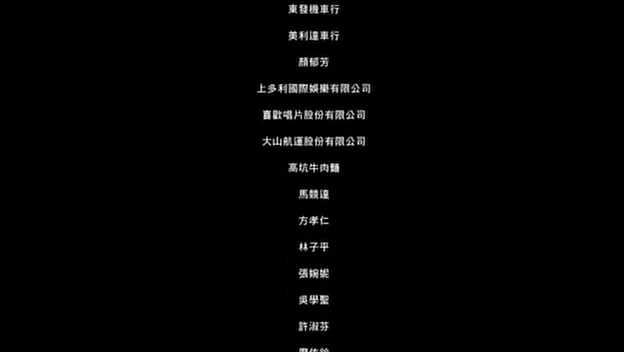 東發機車行
美利達車行
顏郁芳
上多利國際娛樂有限公司
喜歡唱片股份有限公司
大山航運股份有限公司
高坑牛肉麵
馬競達
方孝仁
林子平
張婉妮
吳學聖
許淑芬